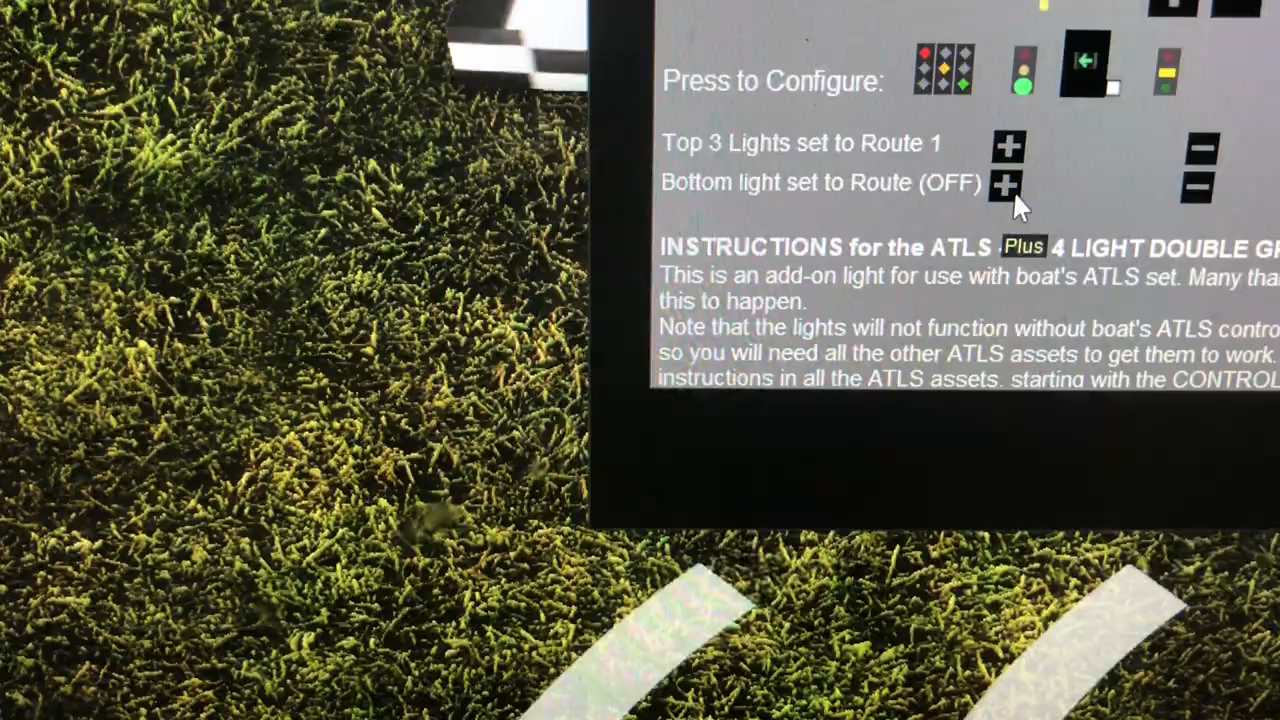 Press to Configure:
Top 3 Lights set to Route 1
Bottom light set to Route (OFF)
INSTRUCTIONS for the ATLS - Plus 4 LIGHT DOUBLE
This is an add-on light for use with boat's ATLS set. Many
this to happen.
Note that the lights will not function without boat's ATLS
so you will need all the other ATLS assets to get them to work.
instructions in all the ATLS assets, starting with the CONTROL